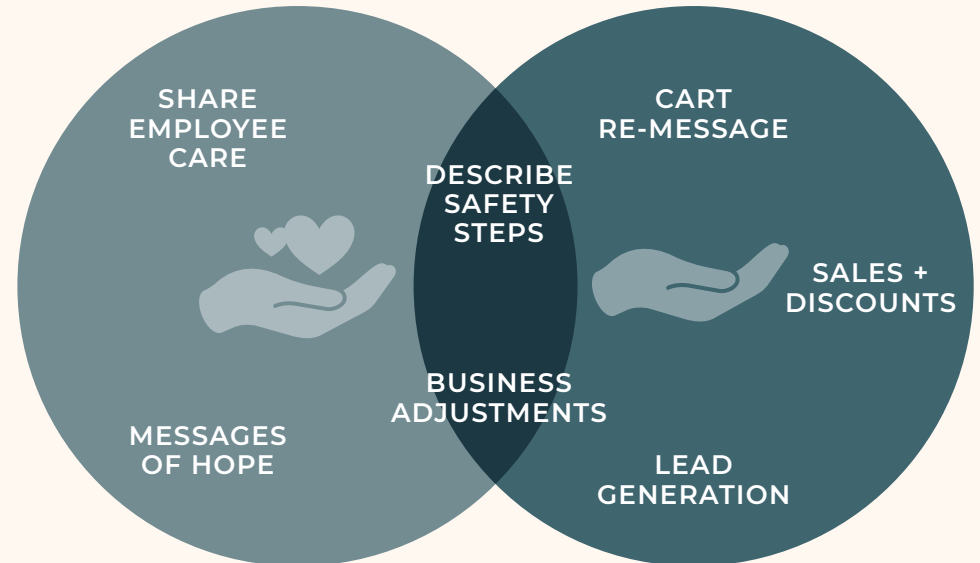 SHARE
EMPLOYEE
CARE
MESSAGES
OF HOPE
DESCRIBE
SAFETY
STEPS
BUSINESS
ADJUSTMENTS
CART
RE-MESSAGE
SALES +
DISCOUNTS
LEAD
GENERATION